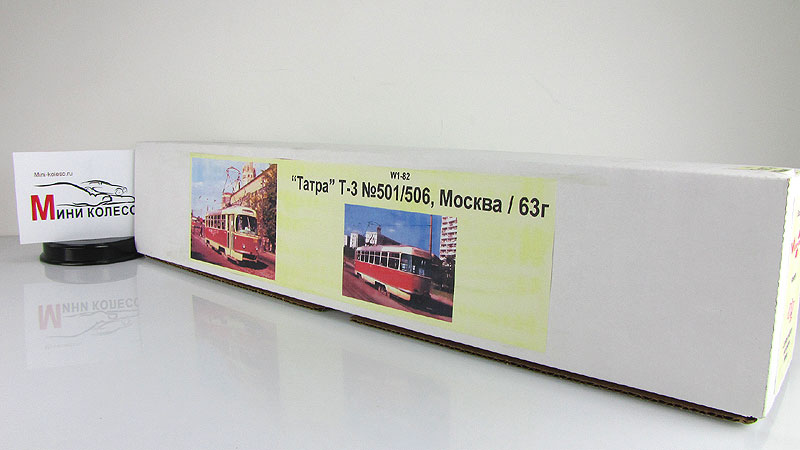 Mini-koleso.ru
Мини колесо
W1-82
"Татра" Т-3 №501/506, Москва / 63г